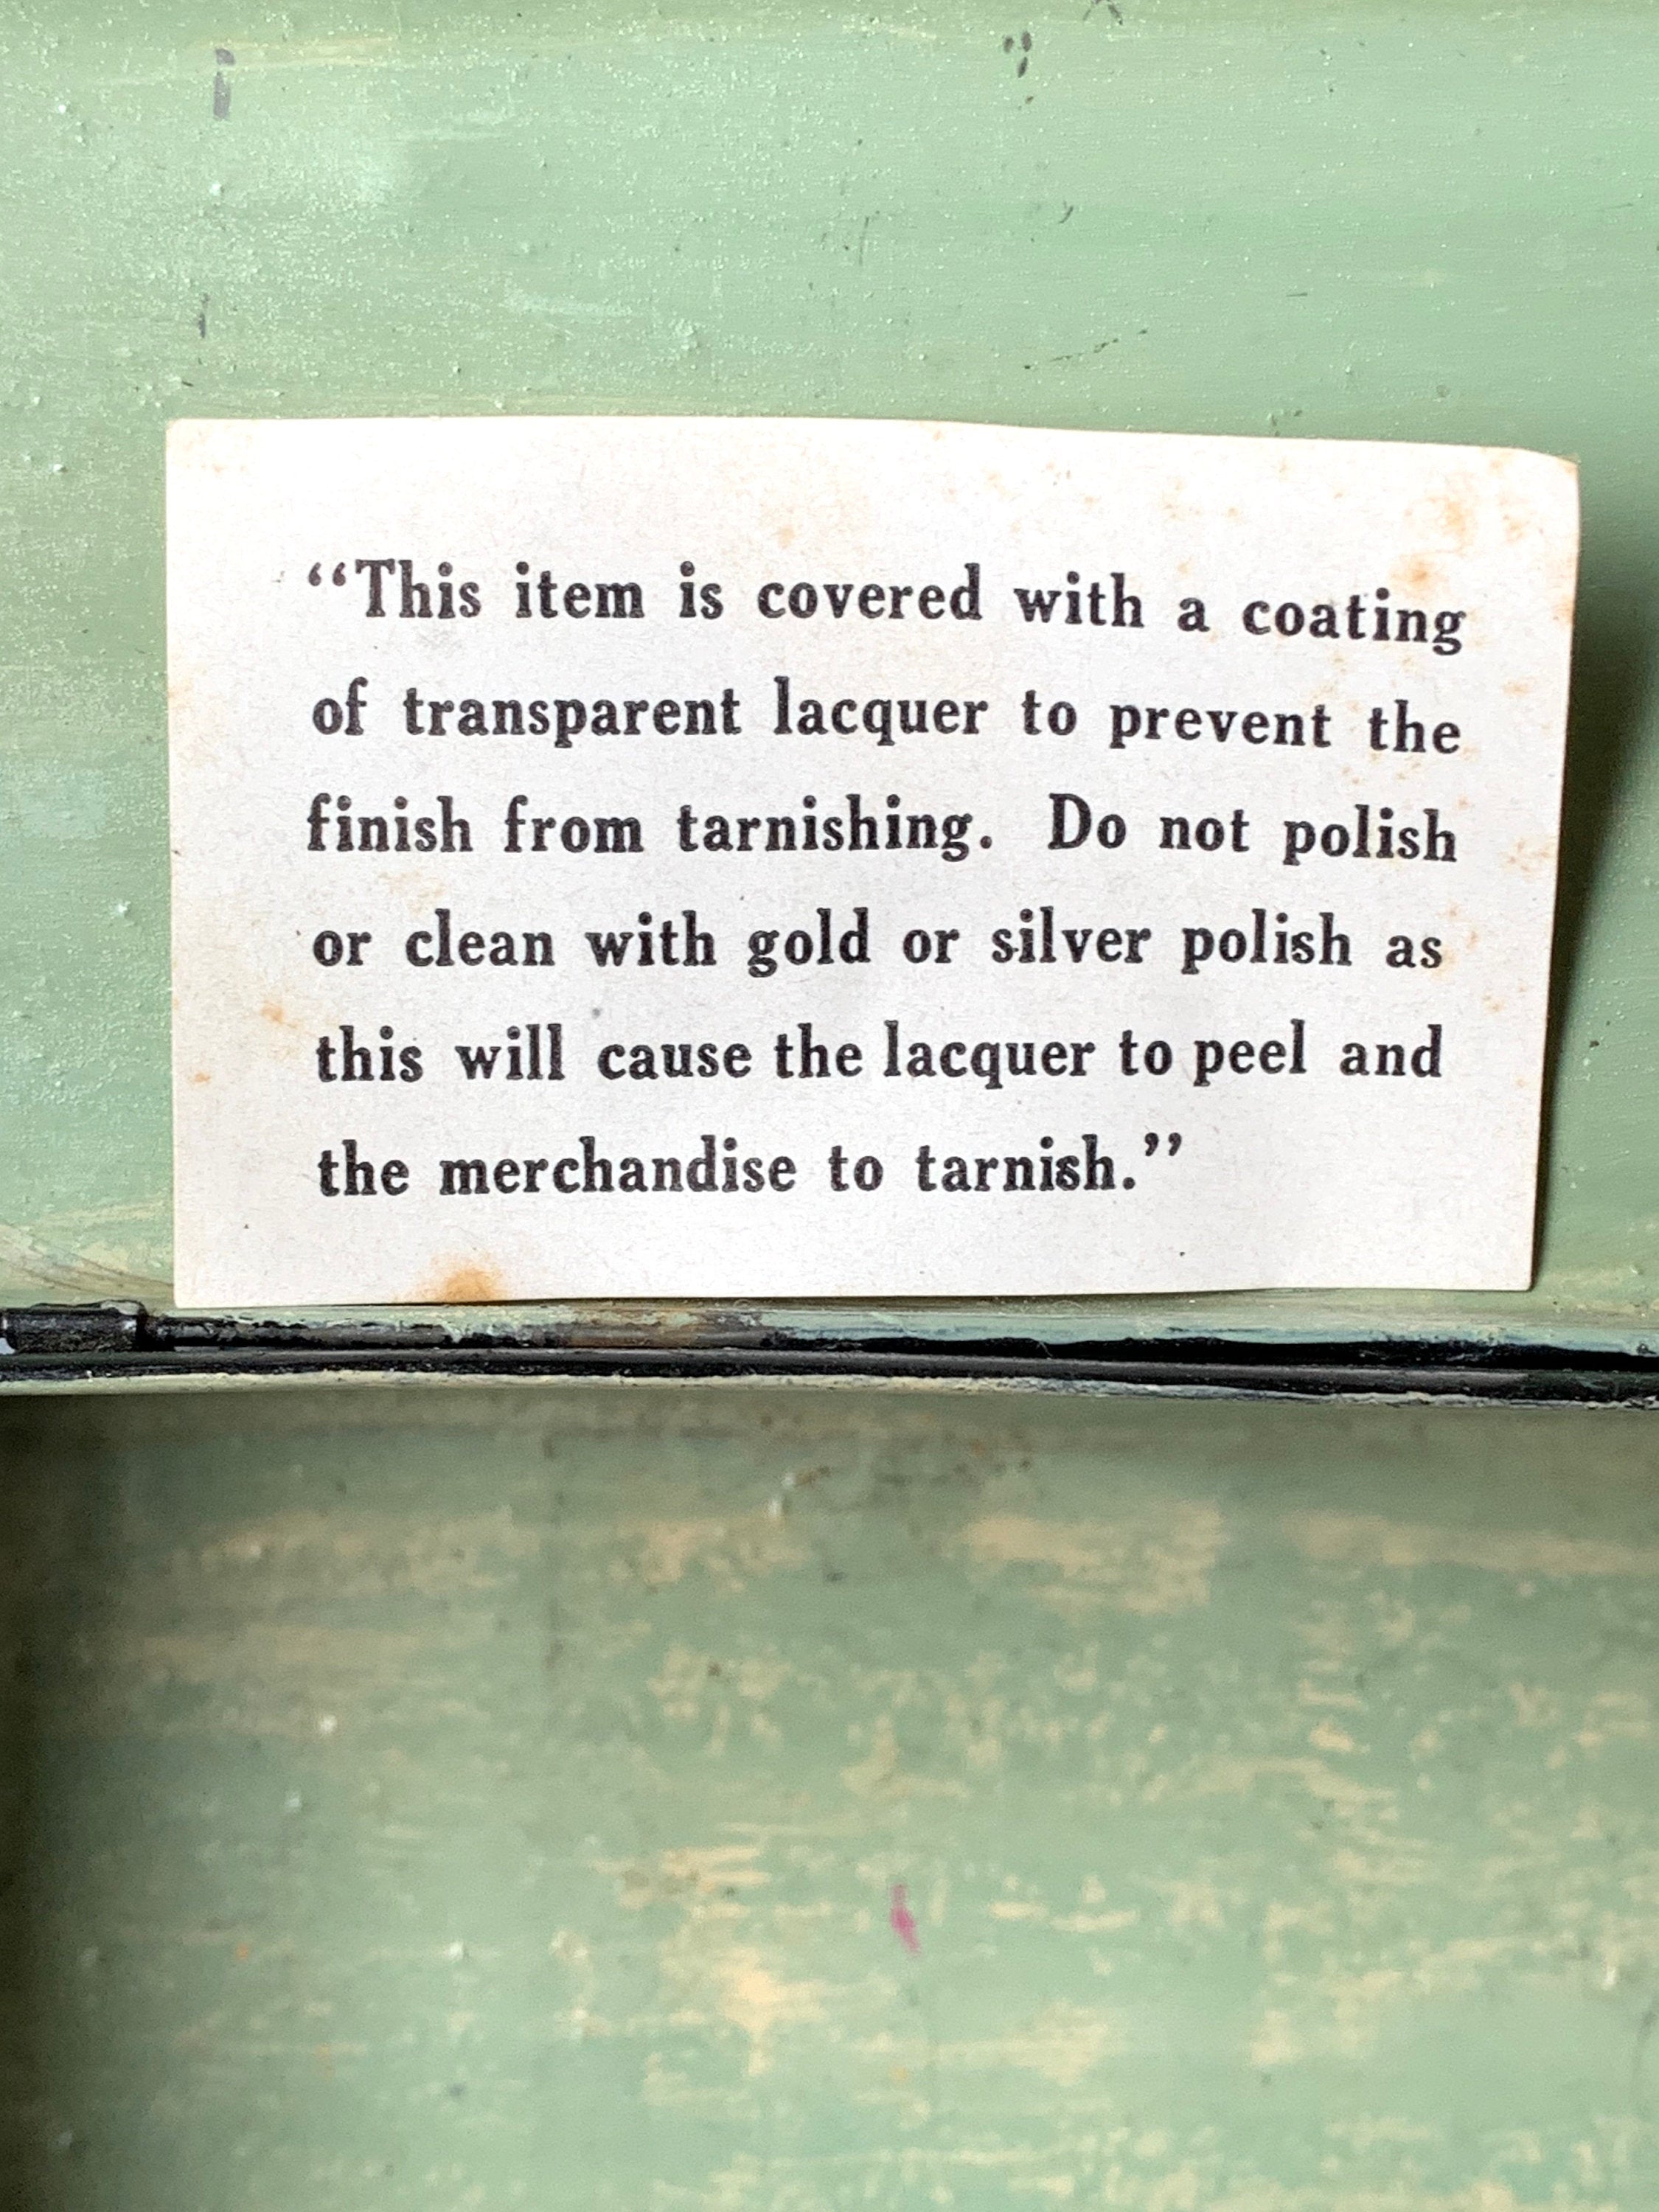 “This item is covered with a coating
of transparent lacquer to prevent the
finish from tarnishing. Do not polish
or clean with gold or silver polish as
this will cause the lacquer to peel and
the merchandise to tarnish.”